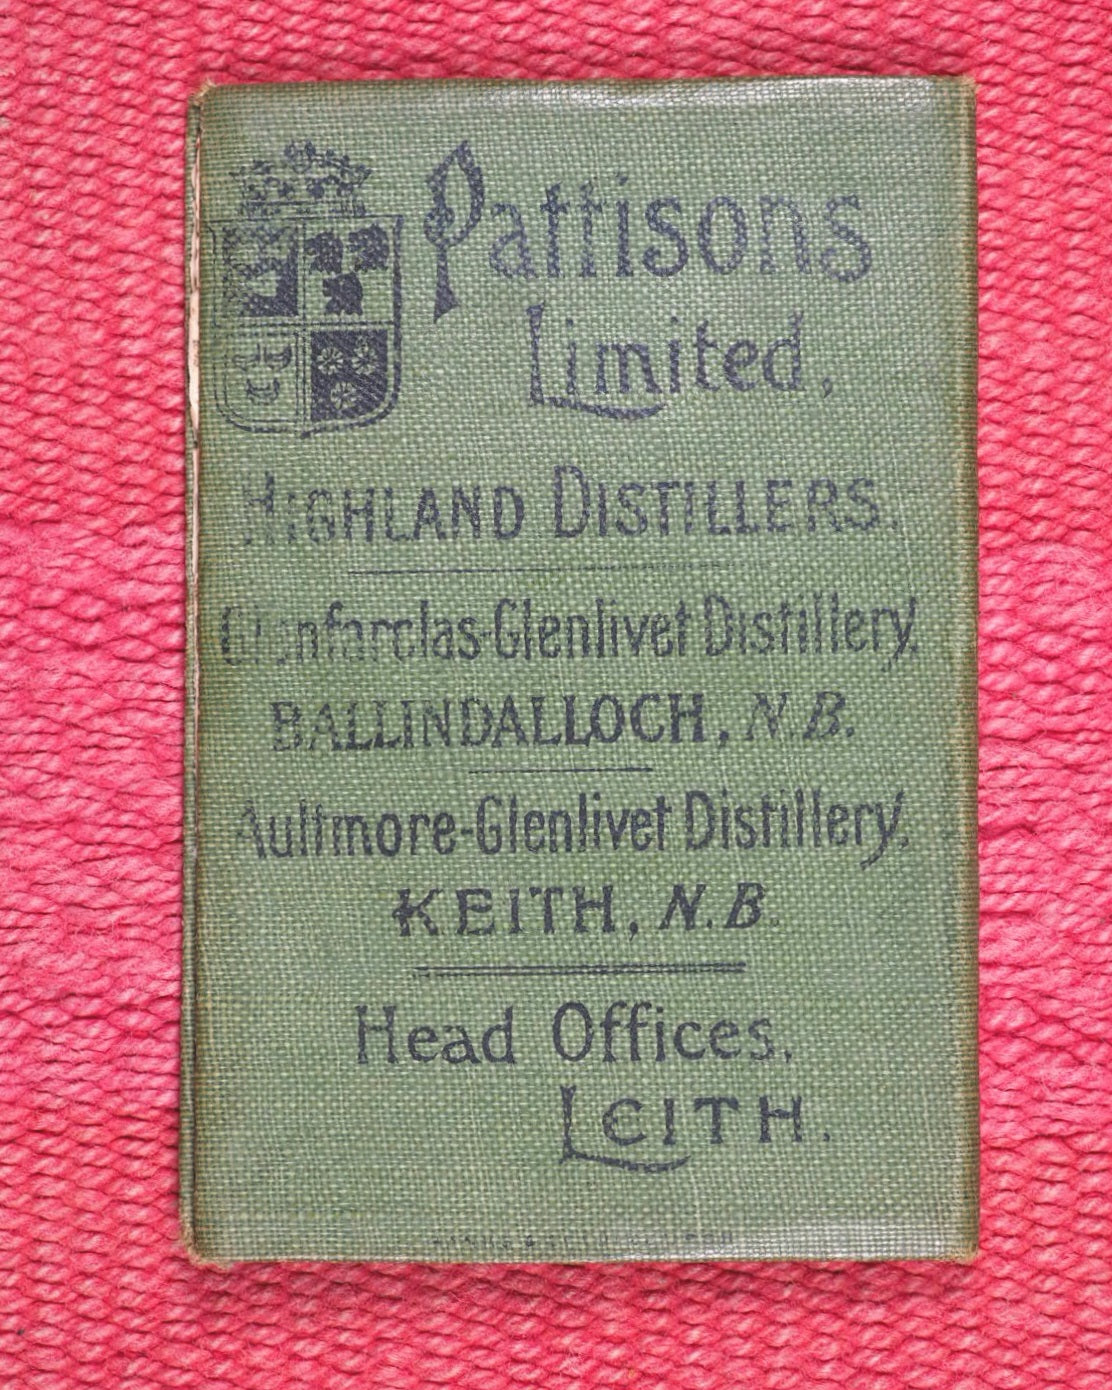 Pattisons
Limited,
HIGHLAND DISTILLERS.
Glenfarclas-Glenlivet Distillery,
BALLINDALLOCH, N.B.
Aultmore-Glenlivet Distillery,
KEITH, N.B.
Head Offices,
LEITH.